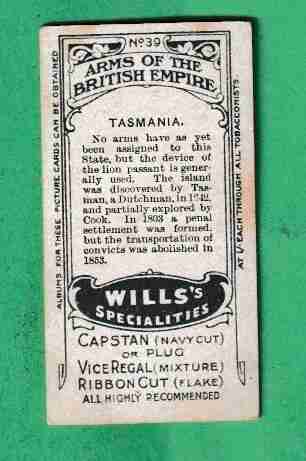 No 39
ARMS OF THE
BRITISH EMPIRE
TASMANIA.
No arms have as yet
been assigned to this
State, but the device of
the lion passant is gener-
ally used. The island
was discovered by Tas-
man, a Dutchman, in 1642,
and partially explored by
Cook. In 1803 a penal
settlement was formed,
but the transportation of
convicts was abolished in
1853.
WILLS'S
SPECIALITIES
CAPSTAN (NAVY CUT)
OR PLUG
VICE REGAL (MIXTURE)
RIBBON CUT (FLAKE)
ALL HIGHLY RECOMMENDED
ALBUMS FOR THESE PICTURE CARDS CAN BE OBTAINED
EACH THROUGH ALL TOBACCONISTS